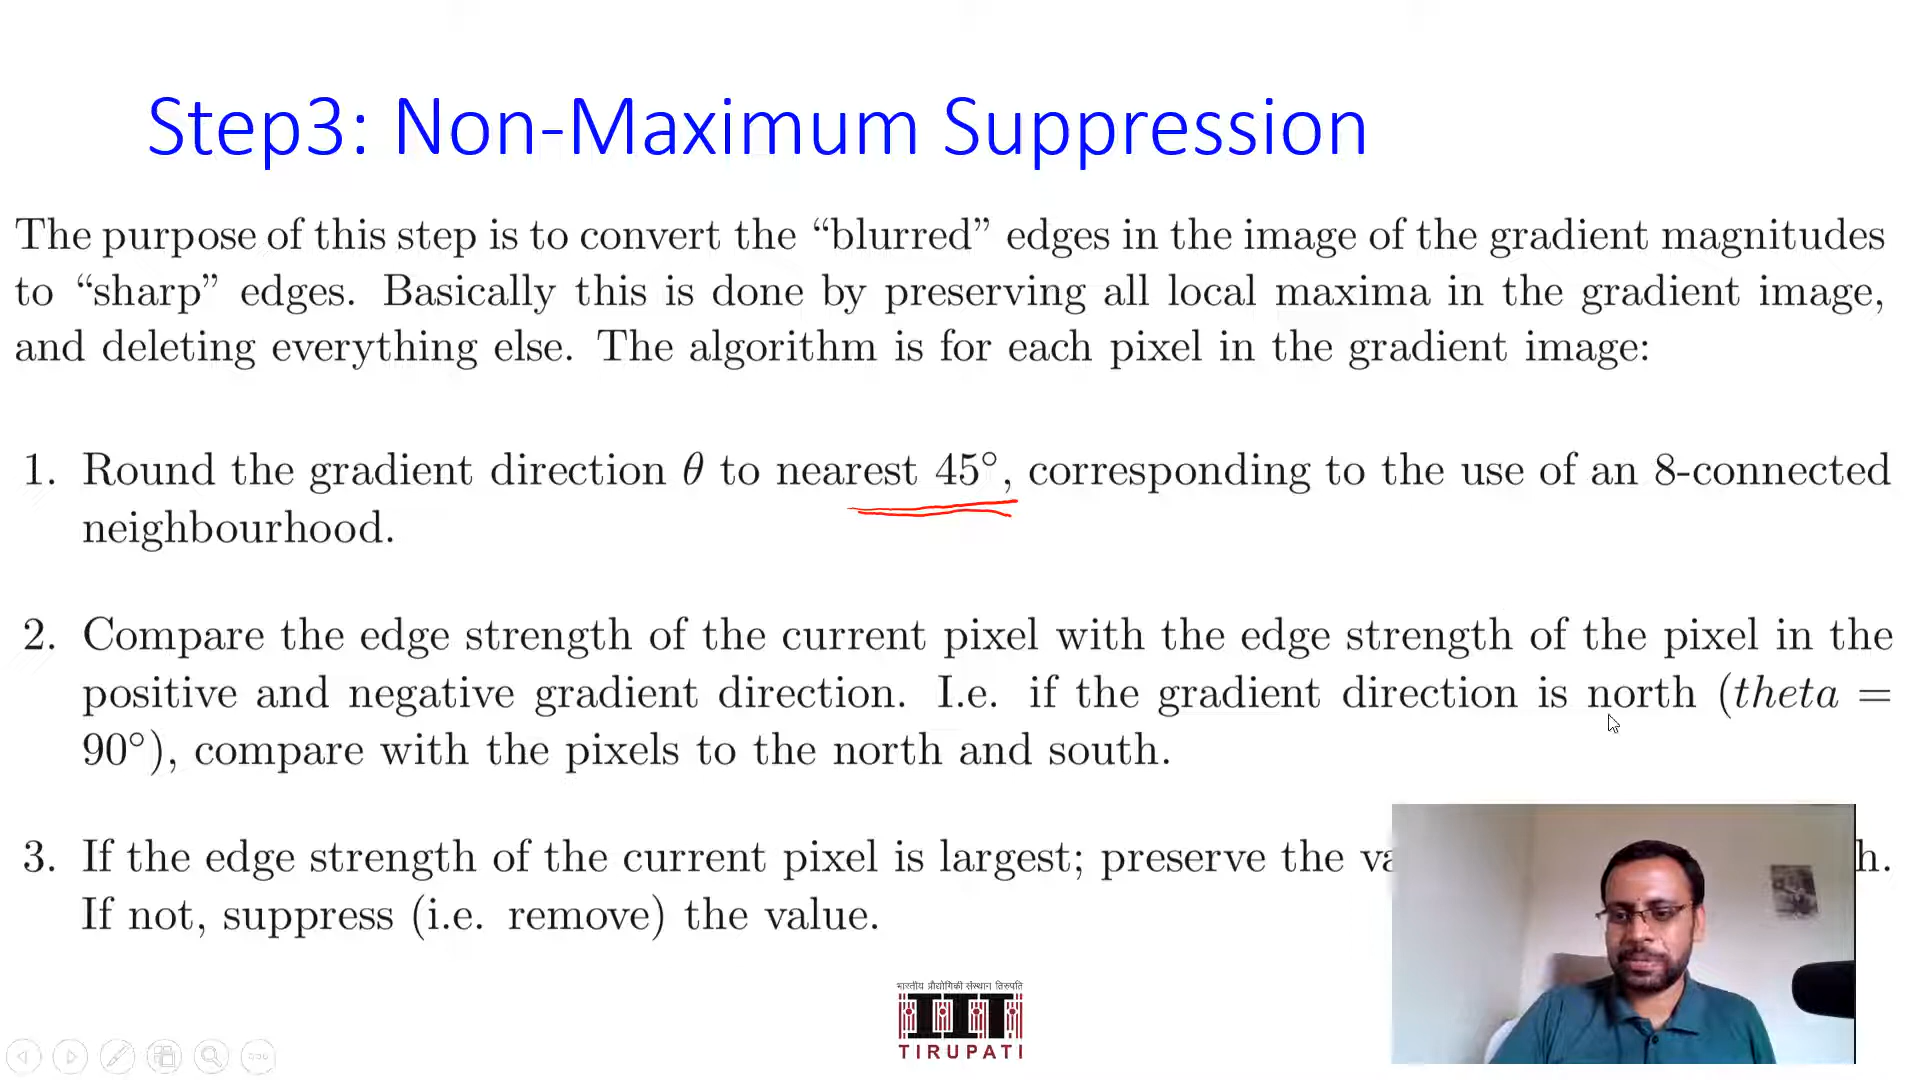 Step3: Non-Maximum Suppression
The purpose of this step is to convert the “blurred” edges in the image of the gradient magnitudes
to “sharp” edges. Basically this is done by preserving all local maxima in the gradient image,
and deleting everything else. The algorithm is for each pixel in the gradient image:
1. Round the gradient direction θ to nearest 45°, corresponding to the use of an 8-connected
neighbourhood.
2. Compare the edge strength of the current pixel with the edge strength of the pixel in the
positive and negative gradient direction. I.e. if the gradient direction is north (theta =
90°), compare with the pixels to the north and south.
3. If the edge strength of the current pixel is largest; preserve the va h.
If not, suppress (i.e. remove) the value.
भारतीय प्रौद्योगिकी संस्थान तिरुपति
IIT
TIRUPATI